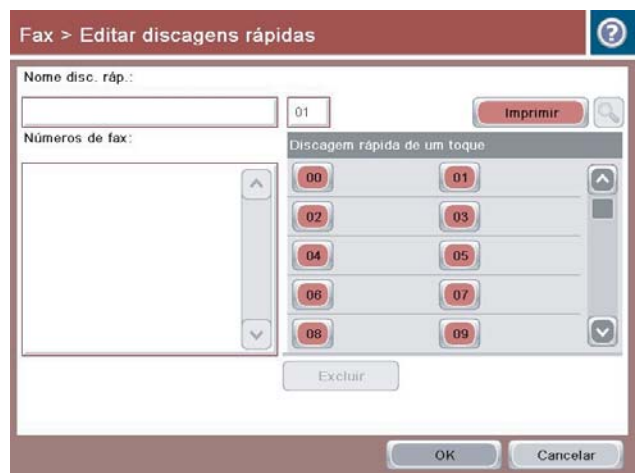 Fax > Editar discagens rápidas
?
Nome disc. ráp.:
01
Imprimir
Números de fax:
Discagem rápida de um toque
00 01
02 03
04 05
06 07
08 09
Excluir
OK Cancelar